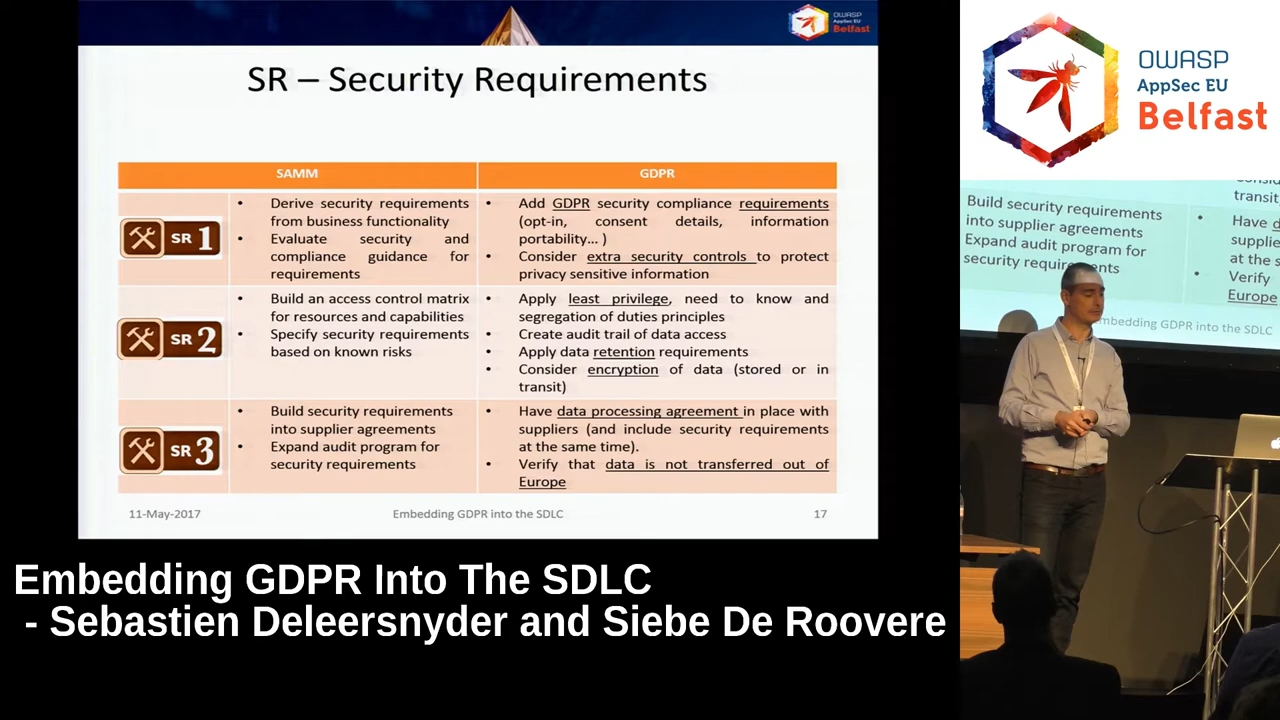 OWASP
AppSec EU
Belfast
SR – Security Requirements
SAMM
GDPR
SR 1
• Derive security requirements
from business functionality
• Evaluate security and
compliance guidance for
requirements
• Add GDPR security compliance requirements
(opt-in, consent details, information
portability... )
• Consider extra security controls to protect
privacy sensitive information
SR 2
• Build an access control matrix
for resources and capabilities
• Specify security requirements
based on known risks
• Apply least privilege, need to know and
segregation of duties principles
• Create audit trail of data access
• Apply data retention requirements
• Consider encryption of data (stored or in
transit)
SR 3
• Build security requirements
into supplier agreements
• Expand audit program for
security requirements
• Have data processing agreement in place with
suppliers (and include security requirements
at the same time).
• Verify that data is not transferred out of
Europe
11-May-2017
Embedding GDPR into the SDLC
17
Embedding GDPR Into The SDLC
- Sebastien Deleersnyder and Siebe De Roovere
OWASP
AppSec EU
Belfast
transit)
Build security requirements
into supplier agreements
Expand audit program for
security requirements
• Have
supplie
at the s
• Verify
Europe
Embedding GDPR into the SDLC